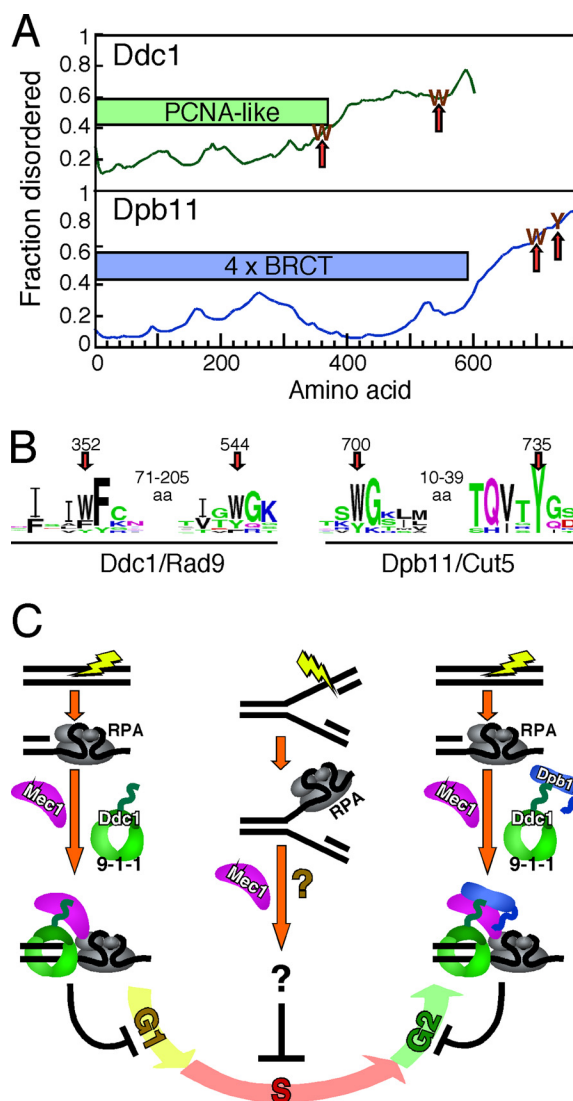 A
Fraction disordered
1
0.8
0.6
0.4
0.2
Ddc1
PCNA-like
W
W
1
0.8
0.6
0.4
0.2
0
Dpb11
4 x BRCT
W
Y
0
200
400
600
Amino acid
B
352
71-205
aa
544
700
10-39
aa
735
I
F
I
W
F
C
K
N
I
V
I
G
W
G
K
S
W
G
K
L
M
T
Q
V
T
Y
G
S
Ddc1/Rad9
Dpb11/Cut5
C
RPA
Mec1
Ddc1
9-1-1
RPA
Mec1
?
?
RPA
Mec1
Dpb1
Ddc1
9-1-1
G1
S
G2